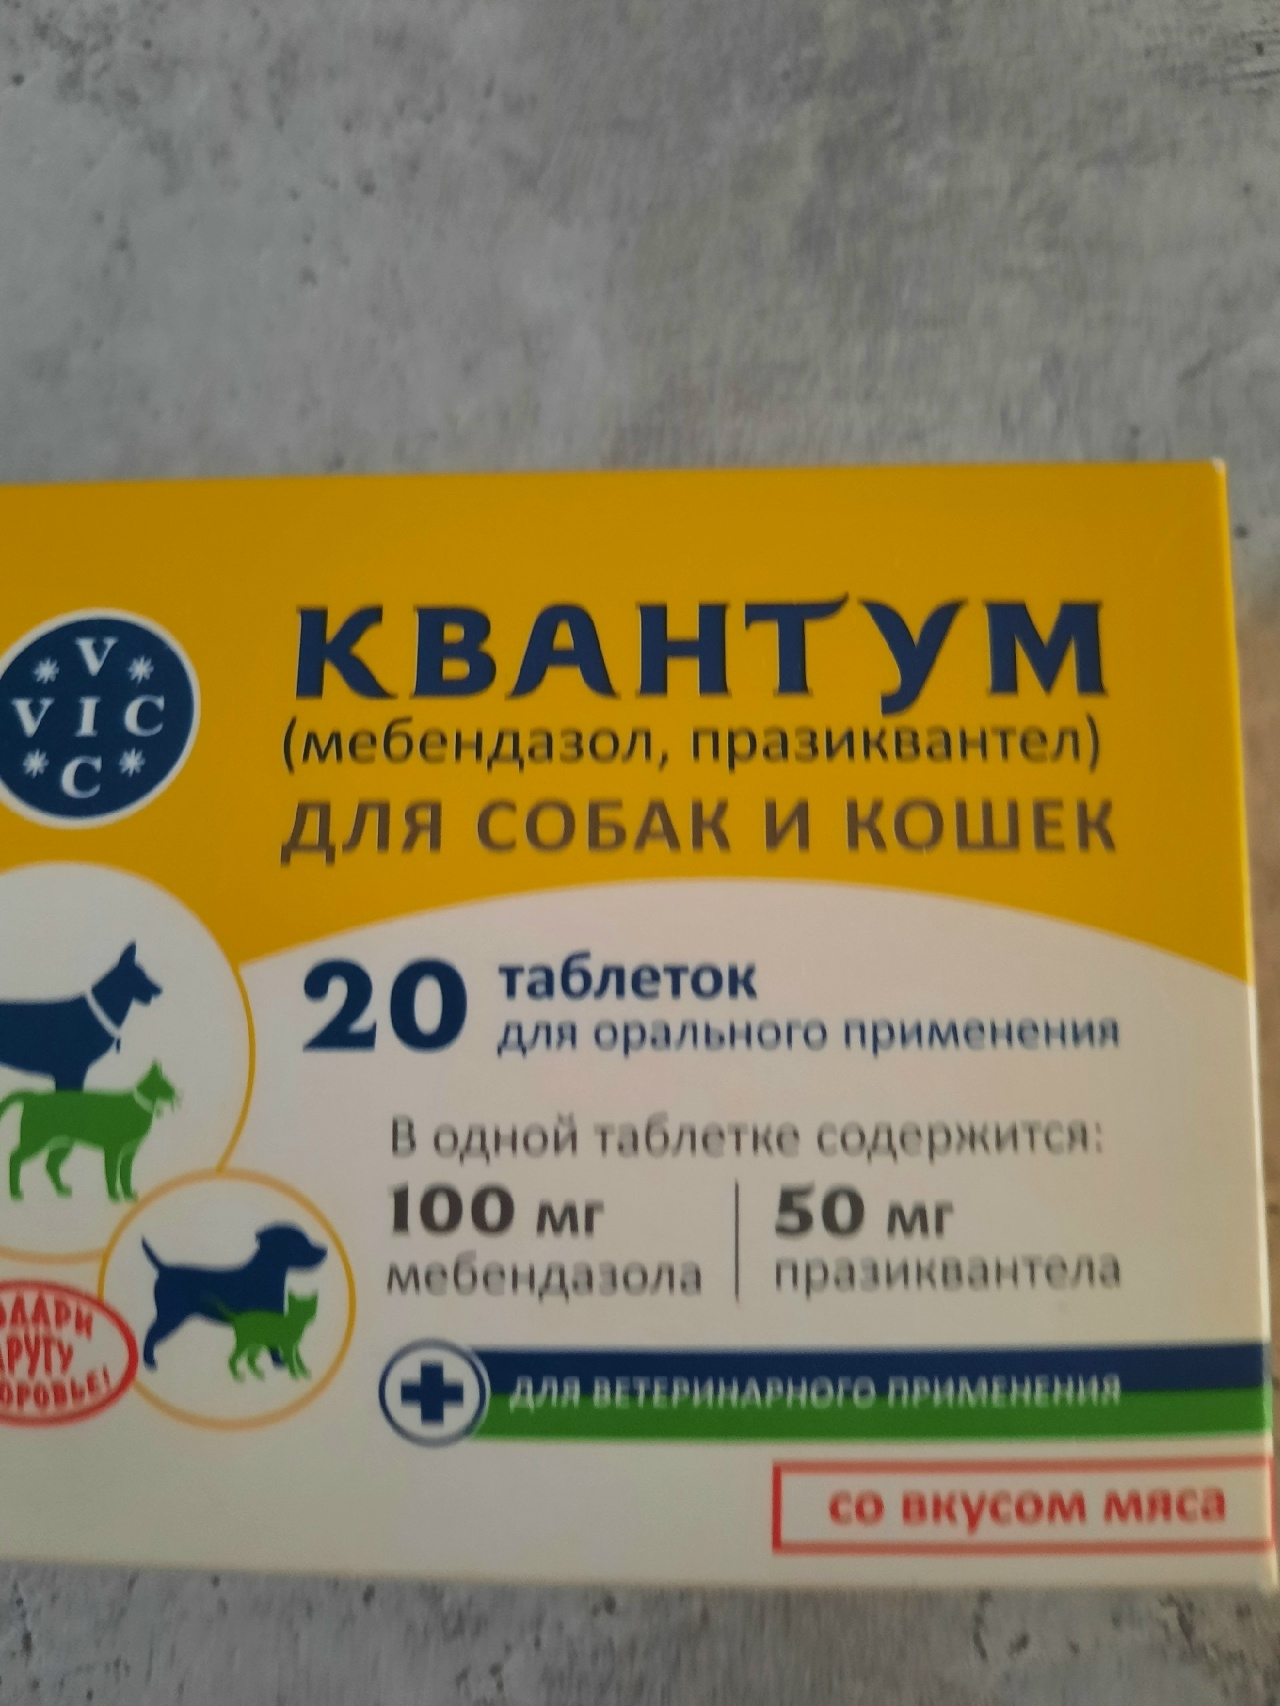 КВАНТУМ
V
VIC
C
(мебендазол, празиквантел)
ДЛЯ СОБАК И КОШЕК
20 таблеток
для орального применения
В одной таблетке содержится:
100 мг
мебендазола
50 мг
празиквантела
ДЛЯ ВЕТЕРИНАРНОГО ПРИМЕНЕНИЯ
со вкусом мяса